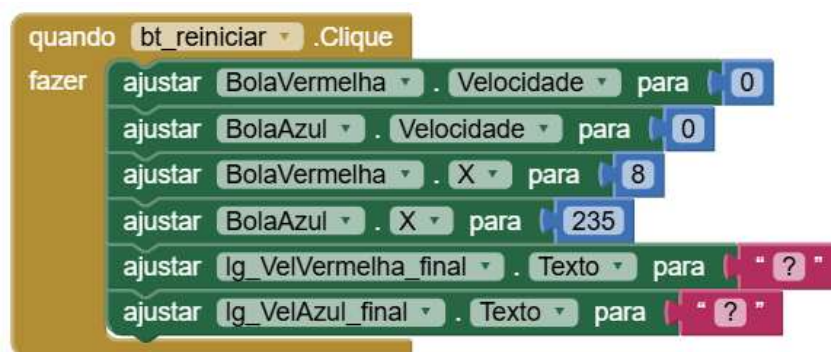 quando bt_reiniciar .Clique
fazer ajustar BolaVermelha . Velocidade para 0
ajustar BolaAzul . Velocidade para 0
ajustar BolaVermelha . X para 8
ajustar BolaAzul . X para 235
ajustar lg_VelVermelha_final . Texto para " ? "
ajustar lg_VelAzul_final . Texto para " ? "